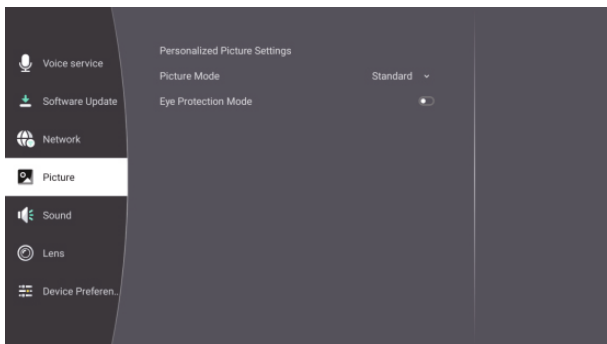 Voice service
Software Update
Network
Picture
Sound
Lens
Device Preferen..
Personalized Picture Settings
Picture Mode Standard
Eye Protection Mode